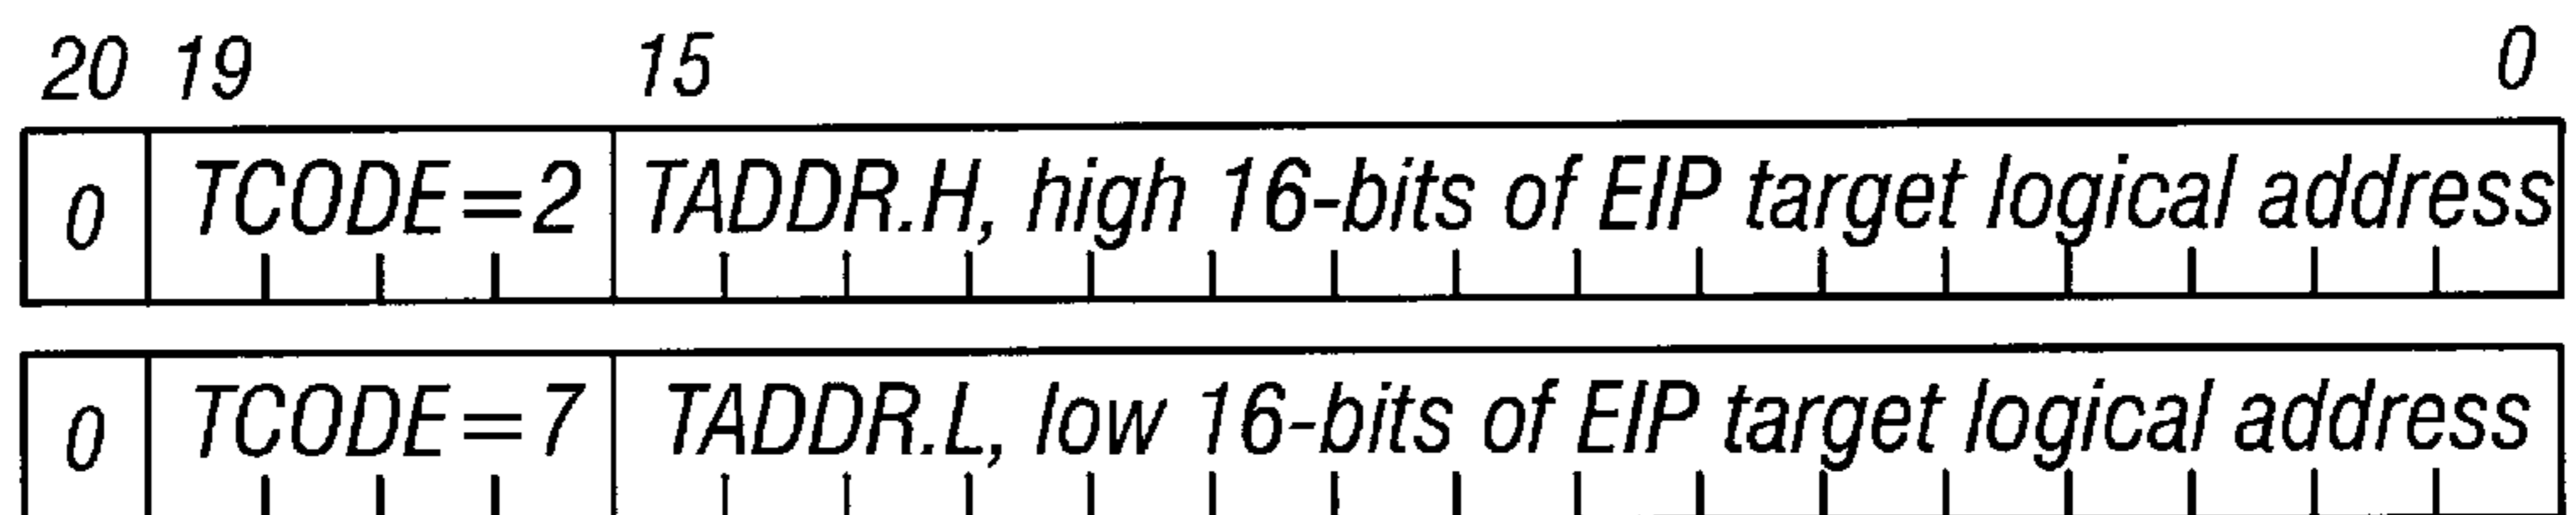 20 19 15 0
0 TCODE=2 TADDR.H, high 16-bits of EIP target logical address
0 TCODE=7 TADDR.L, low 16-bits of EIP target logical address